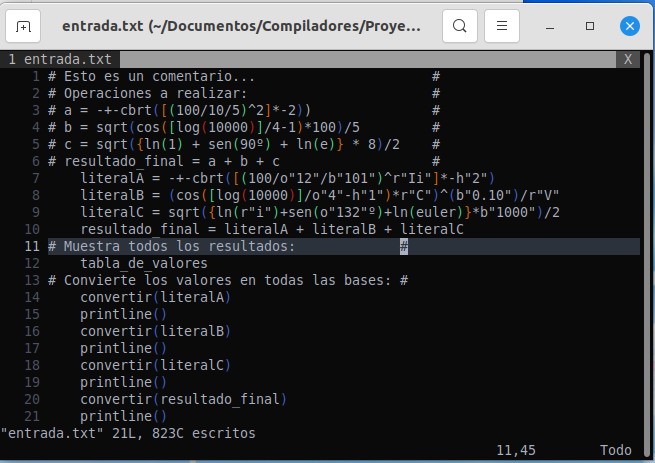 entrada.txt (~/Documentos/Compiladores/Proye...
1 entrada.txt X
1 # Esto es un comentario... #
2 # Operaciones a realizar: #
3 # a = -+-cbrt([(100/10/5)^2]*-2)) #
4 # b = sqrt(cos([log(10000)]/4-1)*100)/5 #
5 # c = sqrt({ln(1) + sen(90º) + ln(e)} * 8)/2 #
6 # resultado_final = a + b + c #
7 literalA = -+-cbrt([(100/o"12"/b"101")^r"Ii"]*-h"2")
8 literalB = (cos([log(10000)]/o"4"-h"1")*r"C")^(b"0.10")/r"V"
9 literalC = sqrt({ln(r"i")+sen(o"132"º)+ln(euler)}*b"1000")/2
10 resultado_final = literalA + literalB + literalC
11 # Muestra todos los resultados: #
12 tabla_de_valores
13 # Convierte los valores en todas las bases: #
14 convertir(literalA)
15 printline()
16 convertir(literalB)
17 printline()
18 convertir(literalC)
19 printline()
20 convertir(resultado_final)
21 printline()
"entrada.txt" 21L, 823C escritos
11,45 Todo